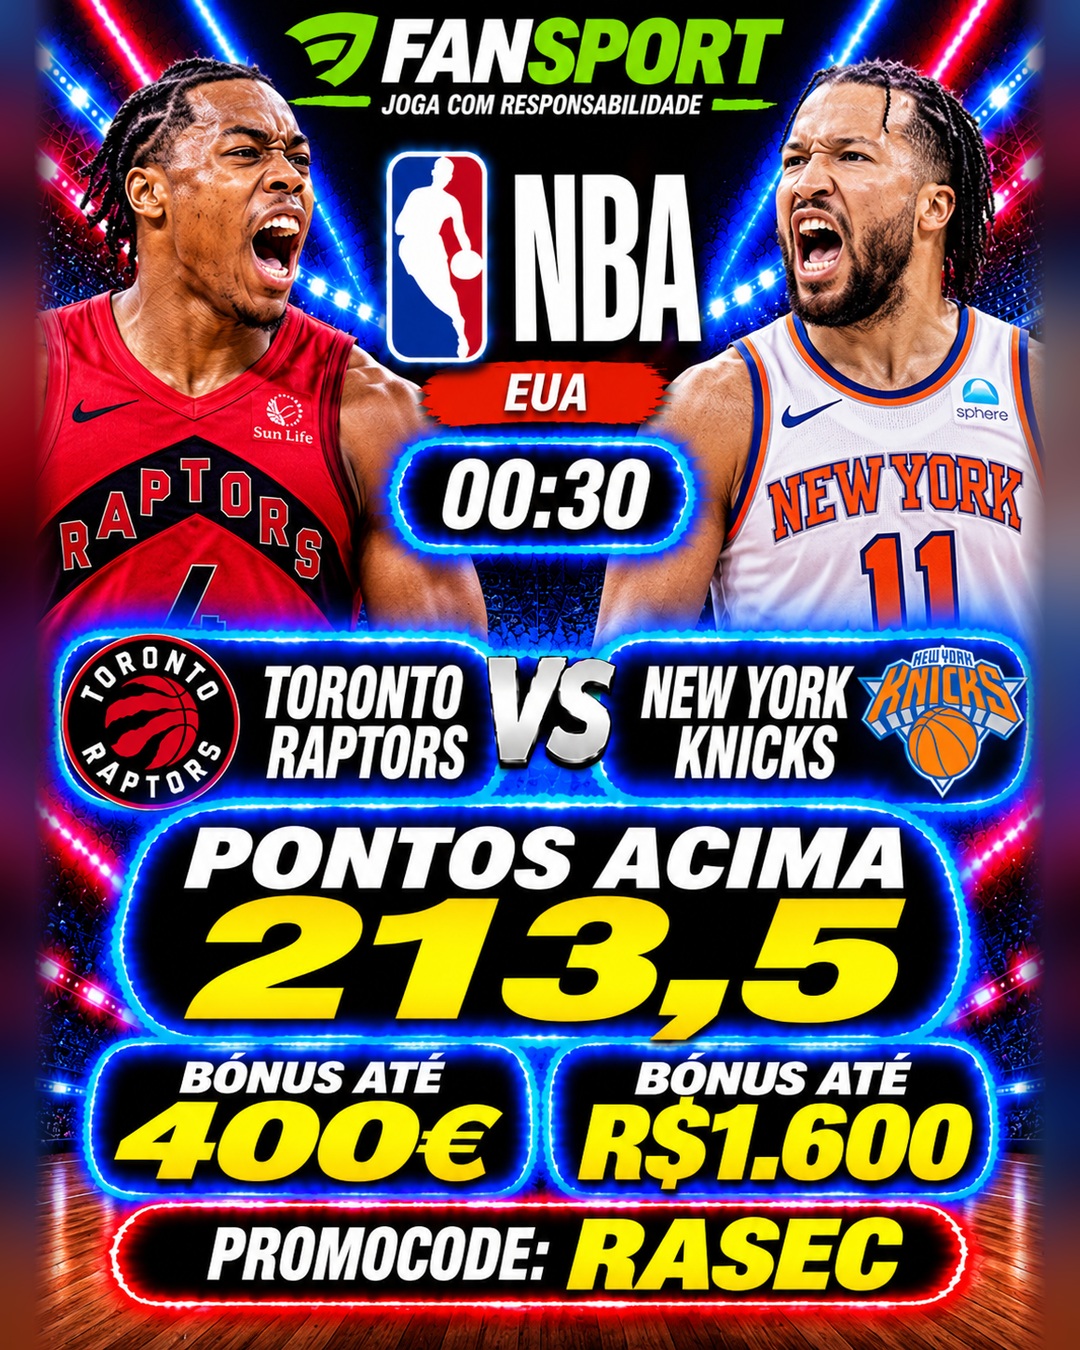 FANSPORT
JOGA COM RESPONSABILIDADE
NBA
EUA
00:30
Sun Life
sphere
RAPTORS
4
NEW YORK
11
TORONTO
RAPTORS
TORONTO
RAPTORS
VS
NEW YORK
KNICKS
NEW YORK
KNICKS
PONTOS ACIMA
213,5
BÓNUS ATÉ
400€
BÓNUS ATÉ
R$1.600
PROMOCODE: RASEC